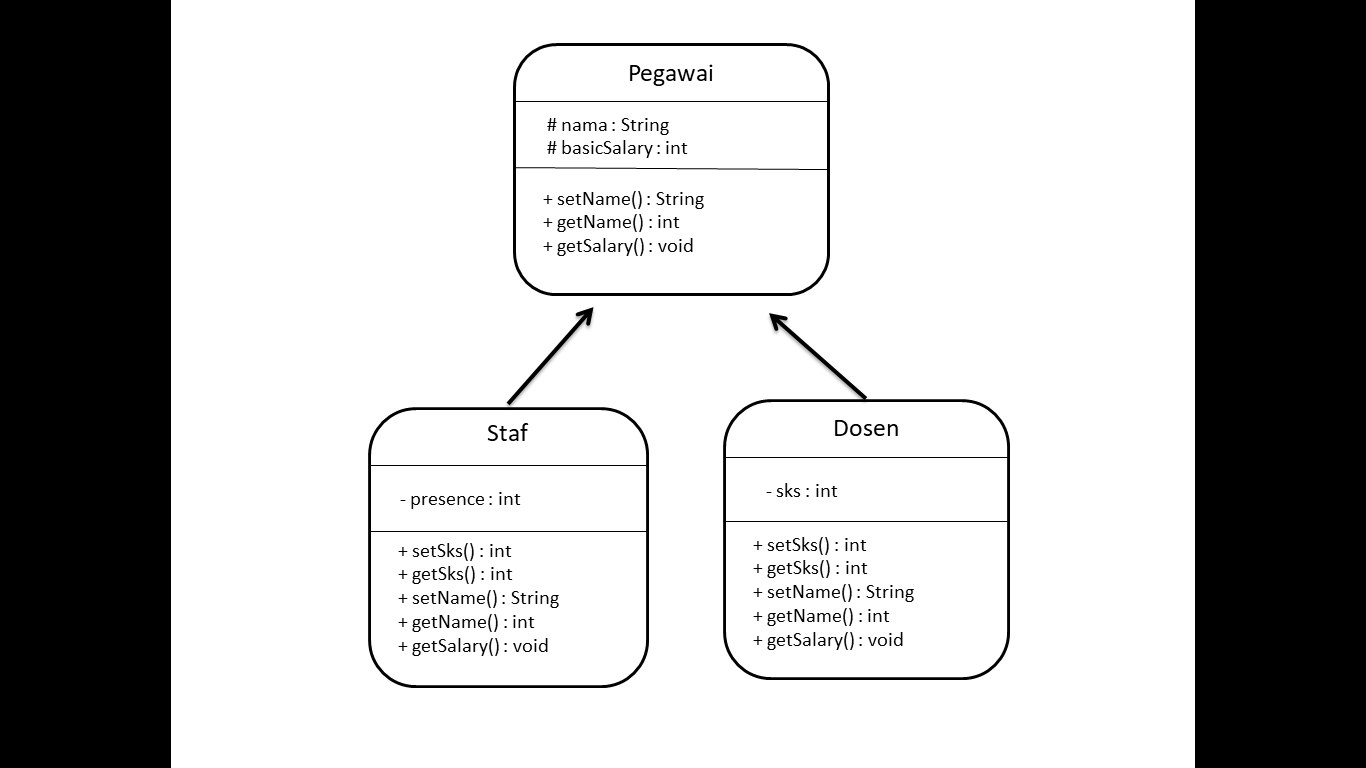 Pegawai
# nama : String
# basicSalary : int
+ setName() : String
+ getName() : int
+ getSalary() : void
Staf
- presence : int
+ setSks() : int
+ getSks() : int
+ setName() : String
+ getName() : int
+ getSalary() : void
Dosen
- sks : int
+ setSks() : int
+ getSks() : int
+ setName() : String
+ getName() : int
+ getSalary() : void